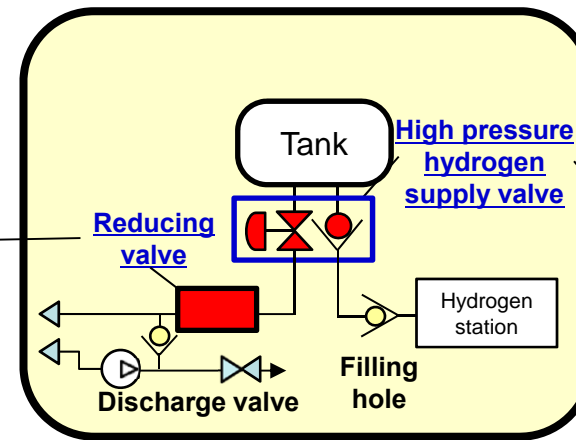 Tank
High pressure
hydrogen
supply valve
Reducing
valve
Hydrogen
station
Filling
hole
Discharge valve